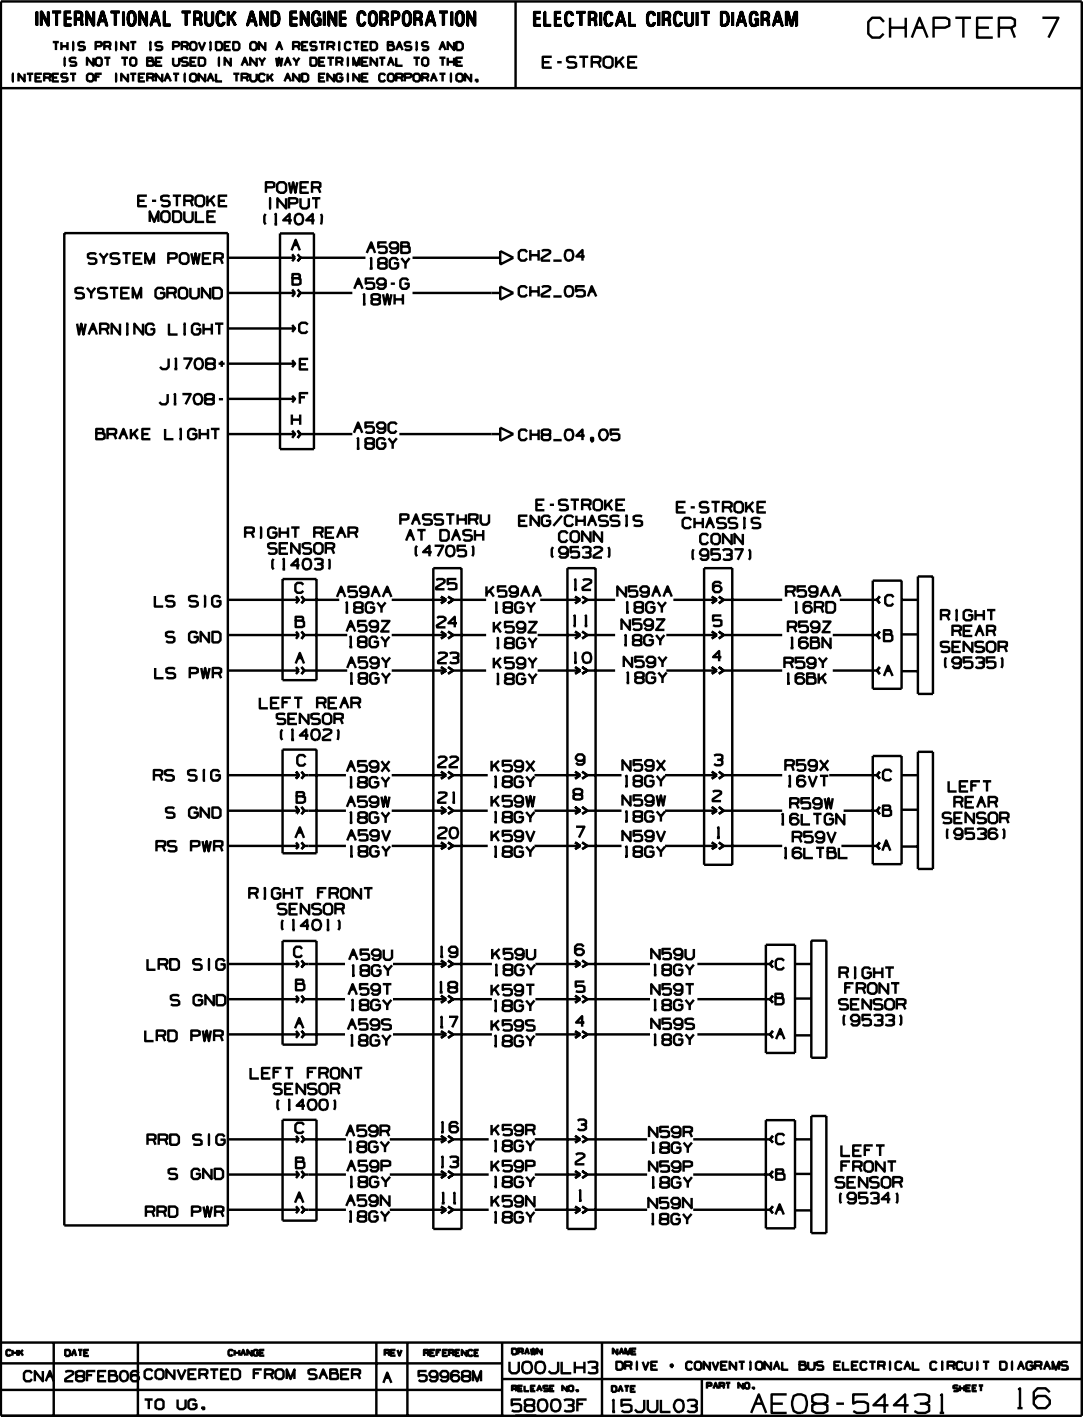 INTERNATIONAL TRUCK AND ENGINE CORPORATION
THIS PRINT IS PROVIDED ON A RESTRICTED BASIS AND
IS NOT TO BE USED IN ANY WAY DETRIMENTAL TO THE
INTEREST OF INTERNATIONAL TRUCK AND ENGINE CORPORATION.
ELECTRICAL CIRCUIT DIAGRAM
E-STROKE
CHAPTER 7
E-STROKE
MODULE
POWER
INPUT
(1404)
SYSTEM POWER A A59B 18GY CH2_04
SYSTEM GROUND B A59-G 18WH CH2_05A
WARNING LIGHT C
J1708+ E
J1708- F
BRAKE LIGHT H A59C 18GY CH8_04,05
RIGHT REAR
SENSOR
(1403)
PASSTHRU
AT DASH
(4705)
E-STROKE
ENG/CHASSIS
CONN
(9532)
E-STROKE
CHASSIS
CONN
(9537)
LS SIG C A59AA 18GY 25 K59AA 18GY 12 N59AA 18GY 6 R59AA 16RD C
S GND B A59Z 18GY 24 K59Z 18GY 11 N59Z 18GY 5 R59Z 16BN B
LS PWR A A59Y 18GY 23 K59Y 18GY 10 N59Y 18GY 4 R59Y 16BK A
RIGHT
REAR
SENSOR
(9535)
LEFT REAR
SENSOR
(1402)
RS SIG C A59X 18GY 22 K59X 18GY 9 N59X 18GY 3 R59X 16VT C
S GND B A59W 18GY 21 K59W 18GY 8 N59W 18GY 2 R59W 16LTGN B
RS PWR A A59V 18GY 20 K59V 18GY 7 N59V 18GY 1 R59V 16LTBL A
LEFT
REAR
SENSOR
(9536)
RIGHT FRONT
SENSOR
(1401)
LRD SIG C A59U 18GY 19 K59U 18GY 6 N59U 18GY C
S GND B A59T 18GY 18 K59T 18GY 5 N59T 18GY B
LRD PWR A A59S 18GY 17 K59S 18GY 4 N59S 18GY A
RIGHT
FRONT
SENSOR
(9533)
LEFT FRONT
SENSOR
(1400)
RRD SIG C A59R 18GY 16 K59R 18GY 3 N59R 18GY C
S GND B A59P 18GY 13 K59P 18GY 2 N59P 18GY B
RRD PWR A A59N 18GY 11 K59N 18GY 1 N59N 18GY A
LEFT
FRONT
SENSOR
(9534)
CHK DATE CHANGE REV REFERENCE
CNA 28FEB06 CONVERTED FROM SABER A 59968M
TO UG.
DRAWN
U00JLH3
NAME
DRIVE - CONVENTIONAL BUS ELECTRICAL CIRCUIT DIAGRAMS
RELEASE NO.
58003F
DATE
15JUL03
PART NO.
AE08-54431
SHEET
16